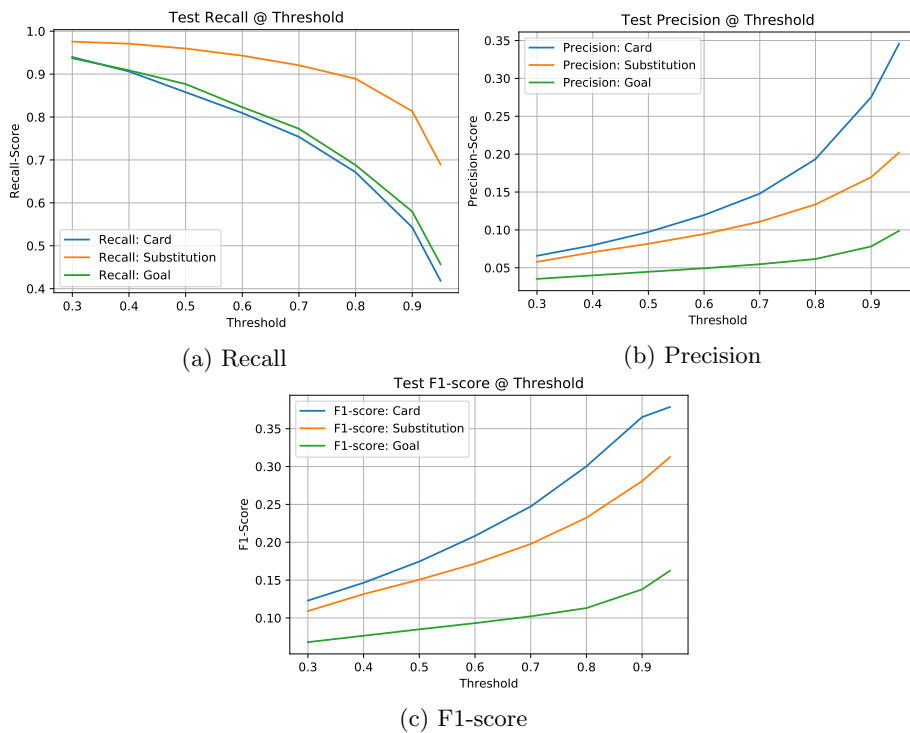 Test Recall @ Threshold
1.0
0.9
0.8
0.7
0.6
0.5
0.4
Recall-Score
Recall: Card
Recall: Substitution
Recall: Goal
0.3 0.4 0.5 0.6 0.7 0.8 0.9
Threshold
(a) Recall
Test Precision @ Threshold
0.35
0.30
0.25
0.20
0.15
0.10
0.05
Precision-Score
Precision: Card
Precision: Substitution
Precision: Goal
0.3 0.4 0.5 0.6 0.7 0.8 0.9
Threshold
(b) Precision
Test F1-score @ Threshold
0.35
0.30
0.25
0.20
0.15
0.10
F1-Score
F1-score: Card
F1-score: Substitution
F1-score: Goal
0.3 0.4 0.5 0.6 0.7 0.8 0.9
Threshold
(c) F1-score